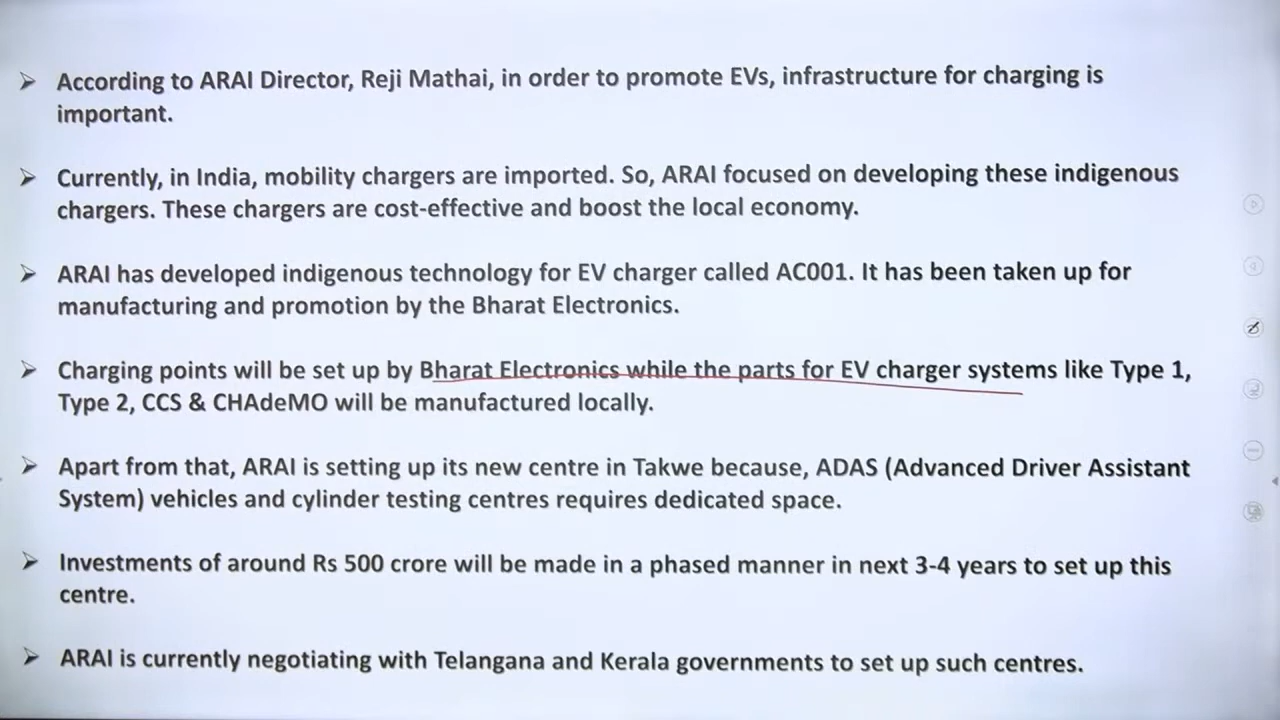 According to ARAI Director, Reji Mathai, in order to promote EVs, infrastructure for charging is
important.
Currently, in India, mobility chargers are imported. So, ARAI focused on developing these indigenous
chargers. These chargers are cost-effective and boost the local economy.
ARAI has developed indigenous technology for EV charger called AC001. It has been taken up for
manufacturing and promotion by the Bharat Electronics.
Charging points will be set up by Bharat Electronics while the parts for EV charger systems like Type 1,
Type 2, CCS & CHAdeMO will be manufactured locally.
Apart from that, ARAI is setting up its new centre in Takwe because, ADAS (Advanced Driver Assistant
System) vehicles and cylinder testing centres requires dedicated space.
Investments of around Rs 500 crore will be made in a phased manner in next 3-4 years to set up this
centre.
ARAI is currently negotiating with Telangana and Kerala governments to set up such centres.